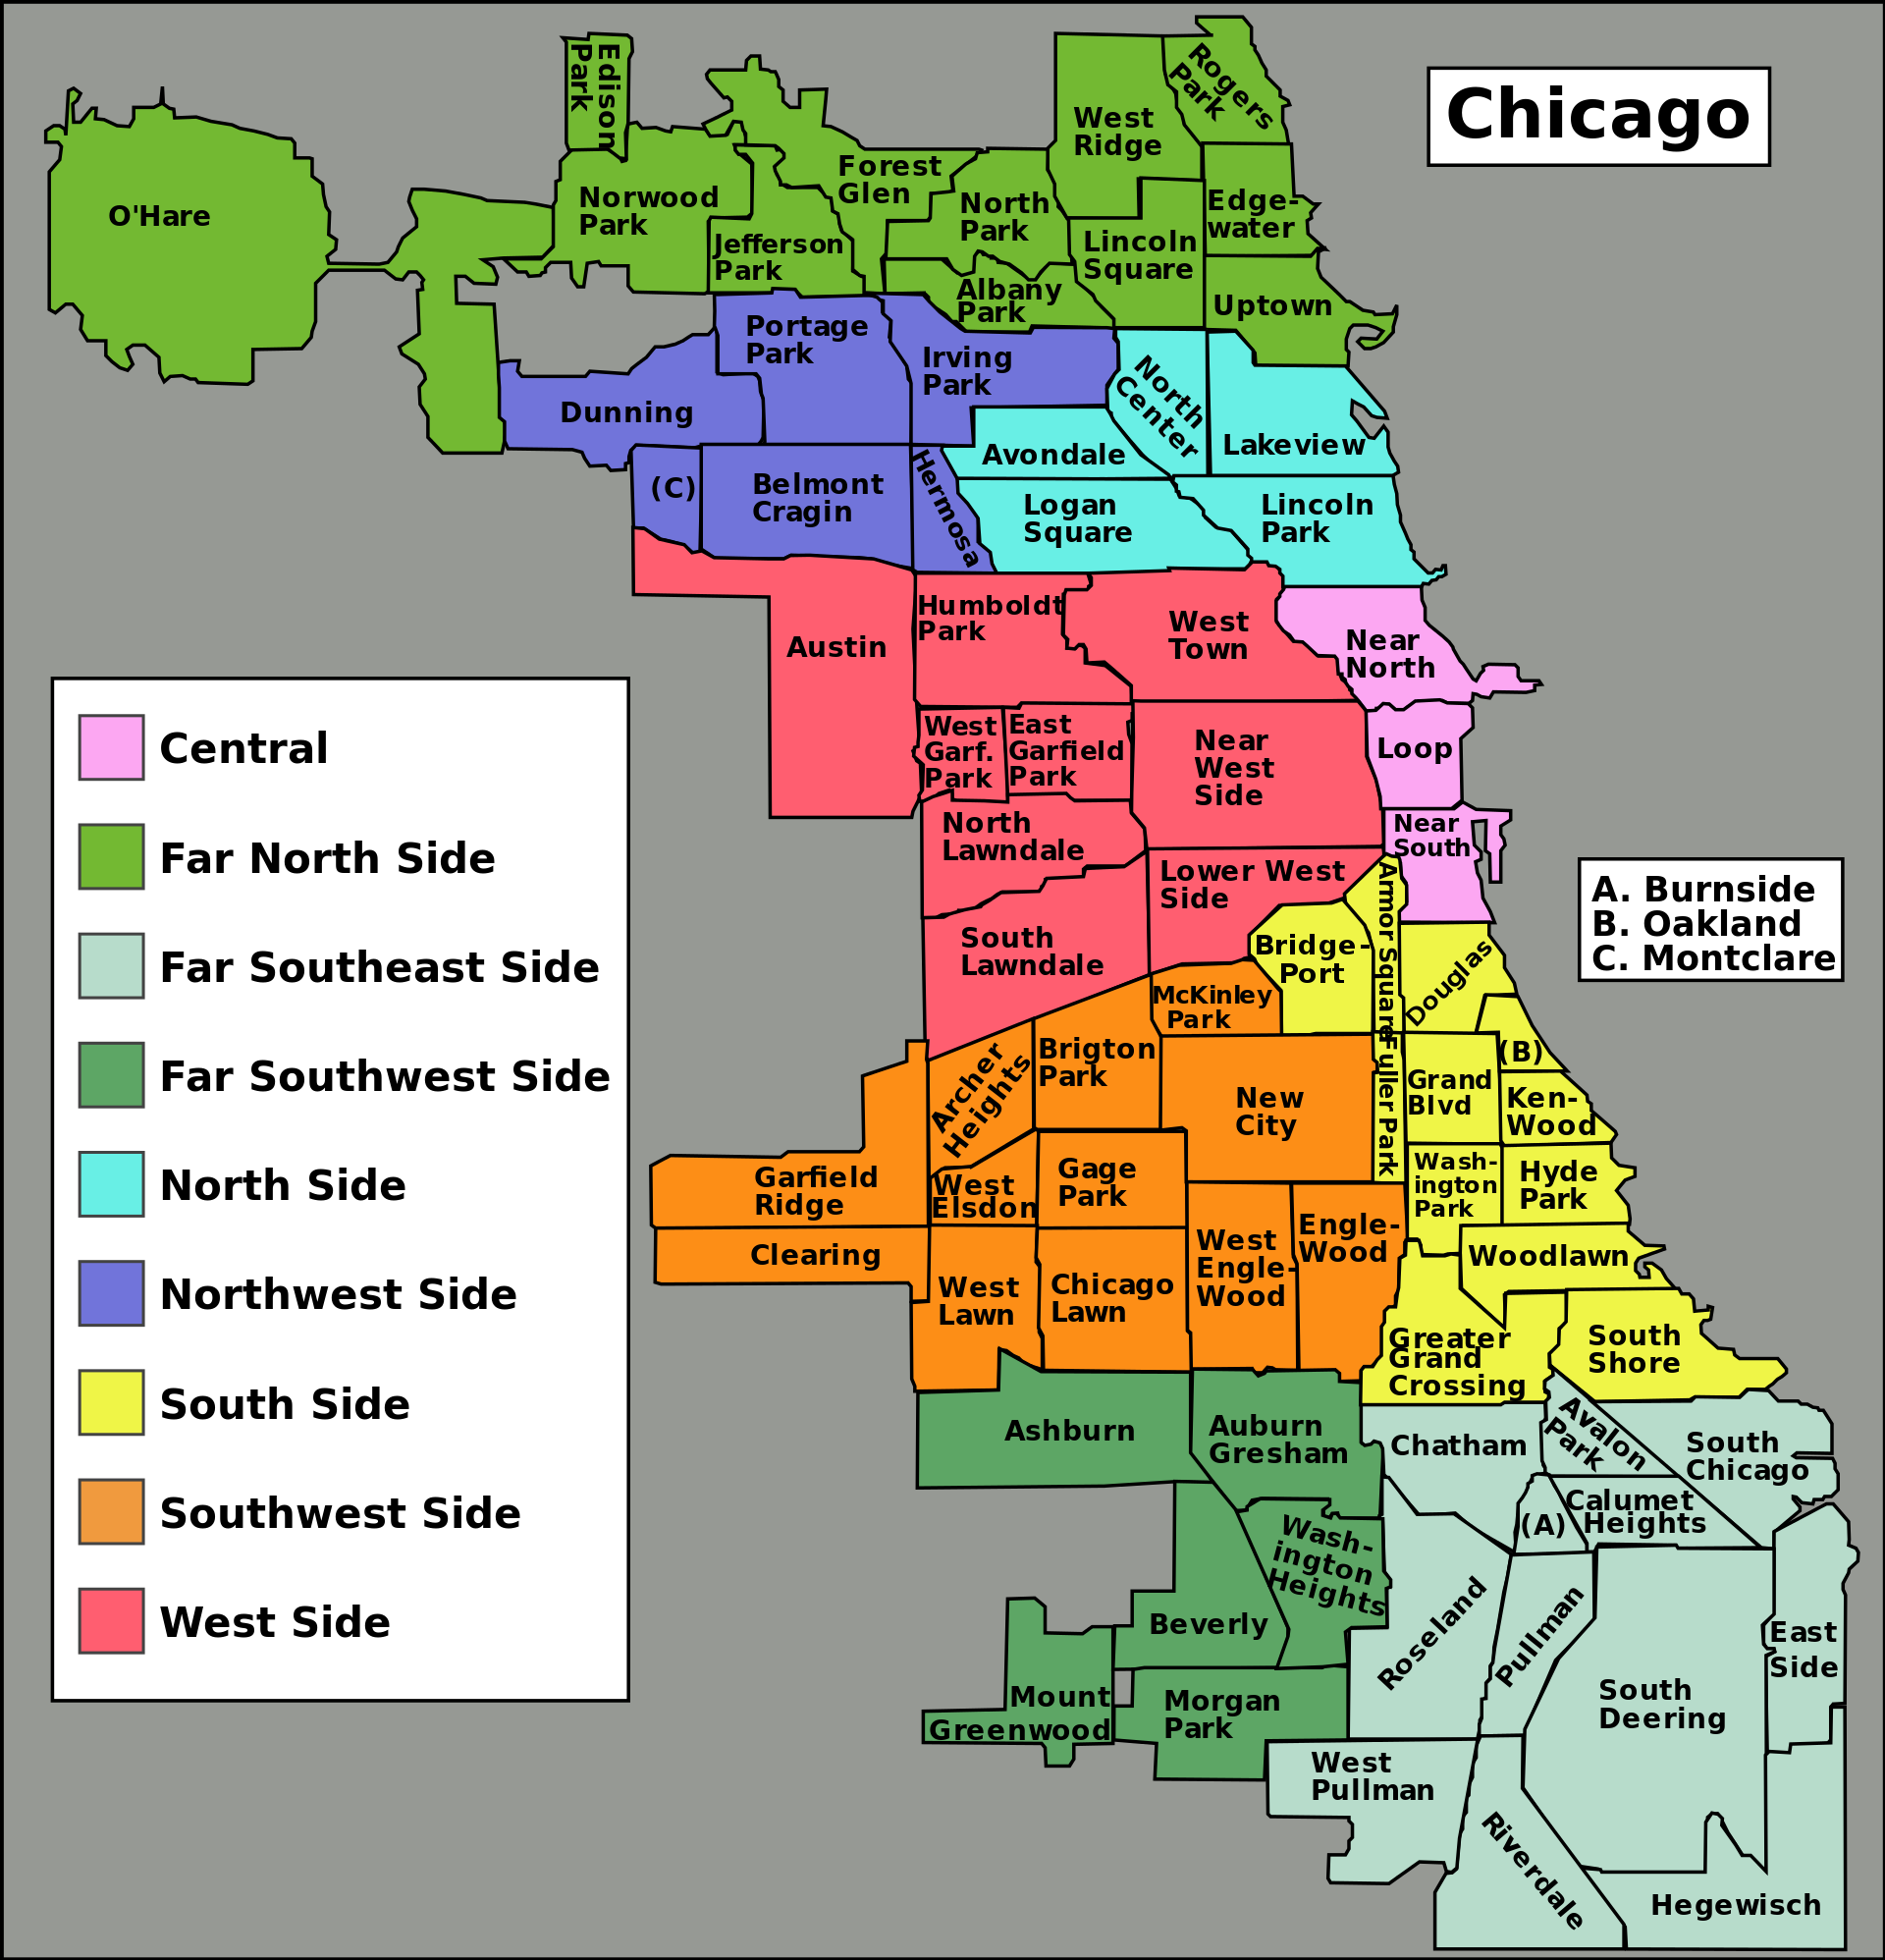 Chicago
Edison
Park
Rogers
Park
West
Ridge
O'Hare
Norwood
Park
Forest
Glen
Jefferson
Park
North
Park
Lincoln
Square
Edge-
water
Albany
Park
Uptown
Portage
Park
Irving
Park
North
Center
Dunning
Avondale
Lakeview
(C)
Belmont
Cragin
Hermosa
Logan
Square
Lincoln
Park
Austin
Humboldt
Park
West
Town
Near
North
West
Garf.
Park
East
Garfield
Park
Near
West
Side
Loop
North
Lawndale
Near
South
Lower West
Side
Armor Square
South
Lawndale
Bridge-
Port
Douglas
McKinley
Park
Archer
Heights
Brigton
Park
New
City
Fuller Park
Grand
Blvd
(B)
Ken-
Wood
Garfield
Ridge
West
Elsdon
Gage
Park
Wash-
ington
Park
Hyde
Park
Clearing
West
Lawn
Chicago
Lawn
West
Engle-
Wood
Engle-
Wood
Woodlawn
Greater
Grand
Crossing
South
Shore
Ashburn
Auburn
Gresham
Chatham
Avalon
Park
South
Chicago
Calumet
Heights
(A)
Wash-
ington
Heights
Beverly
Roseland
Pullman
East
Side
Mount
Greenwood
Morgan
Park
South
Deering
West
Pullman
Riverdale
Hegewisch
Central
Far North Side
Far Southeast Side
Far Southwest Side
North Side
Northwest Side
South Side
Southwest Side
West Side
A. Burnside
B. Oakland
C. Montclare